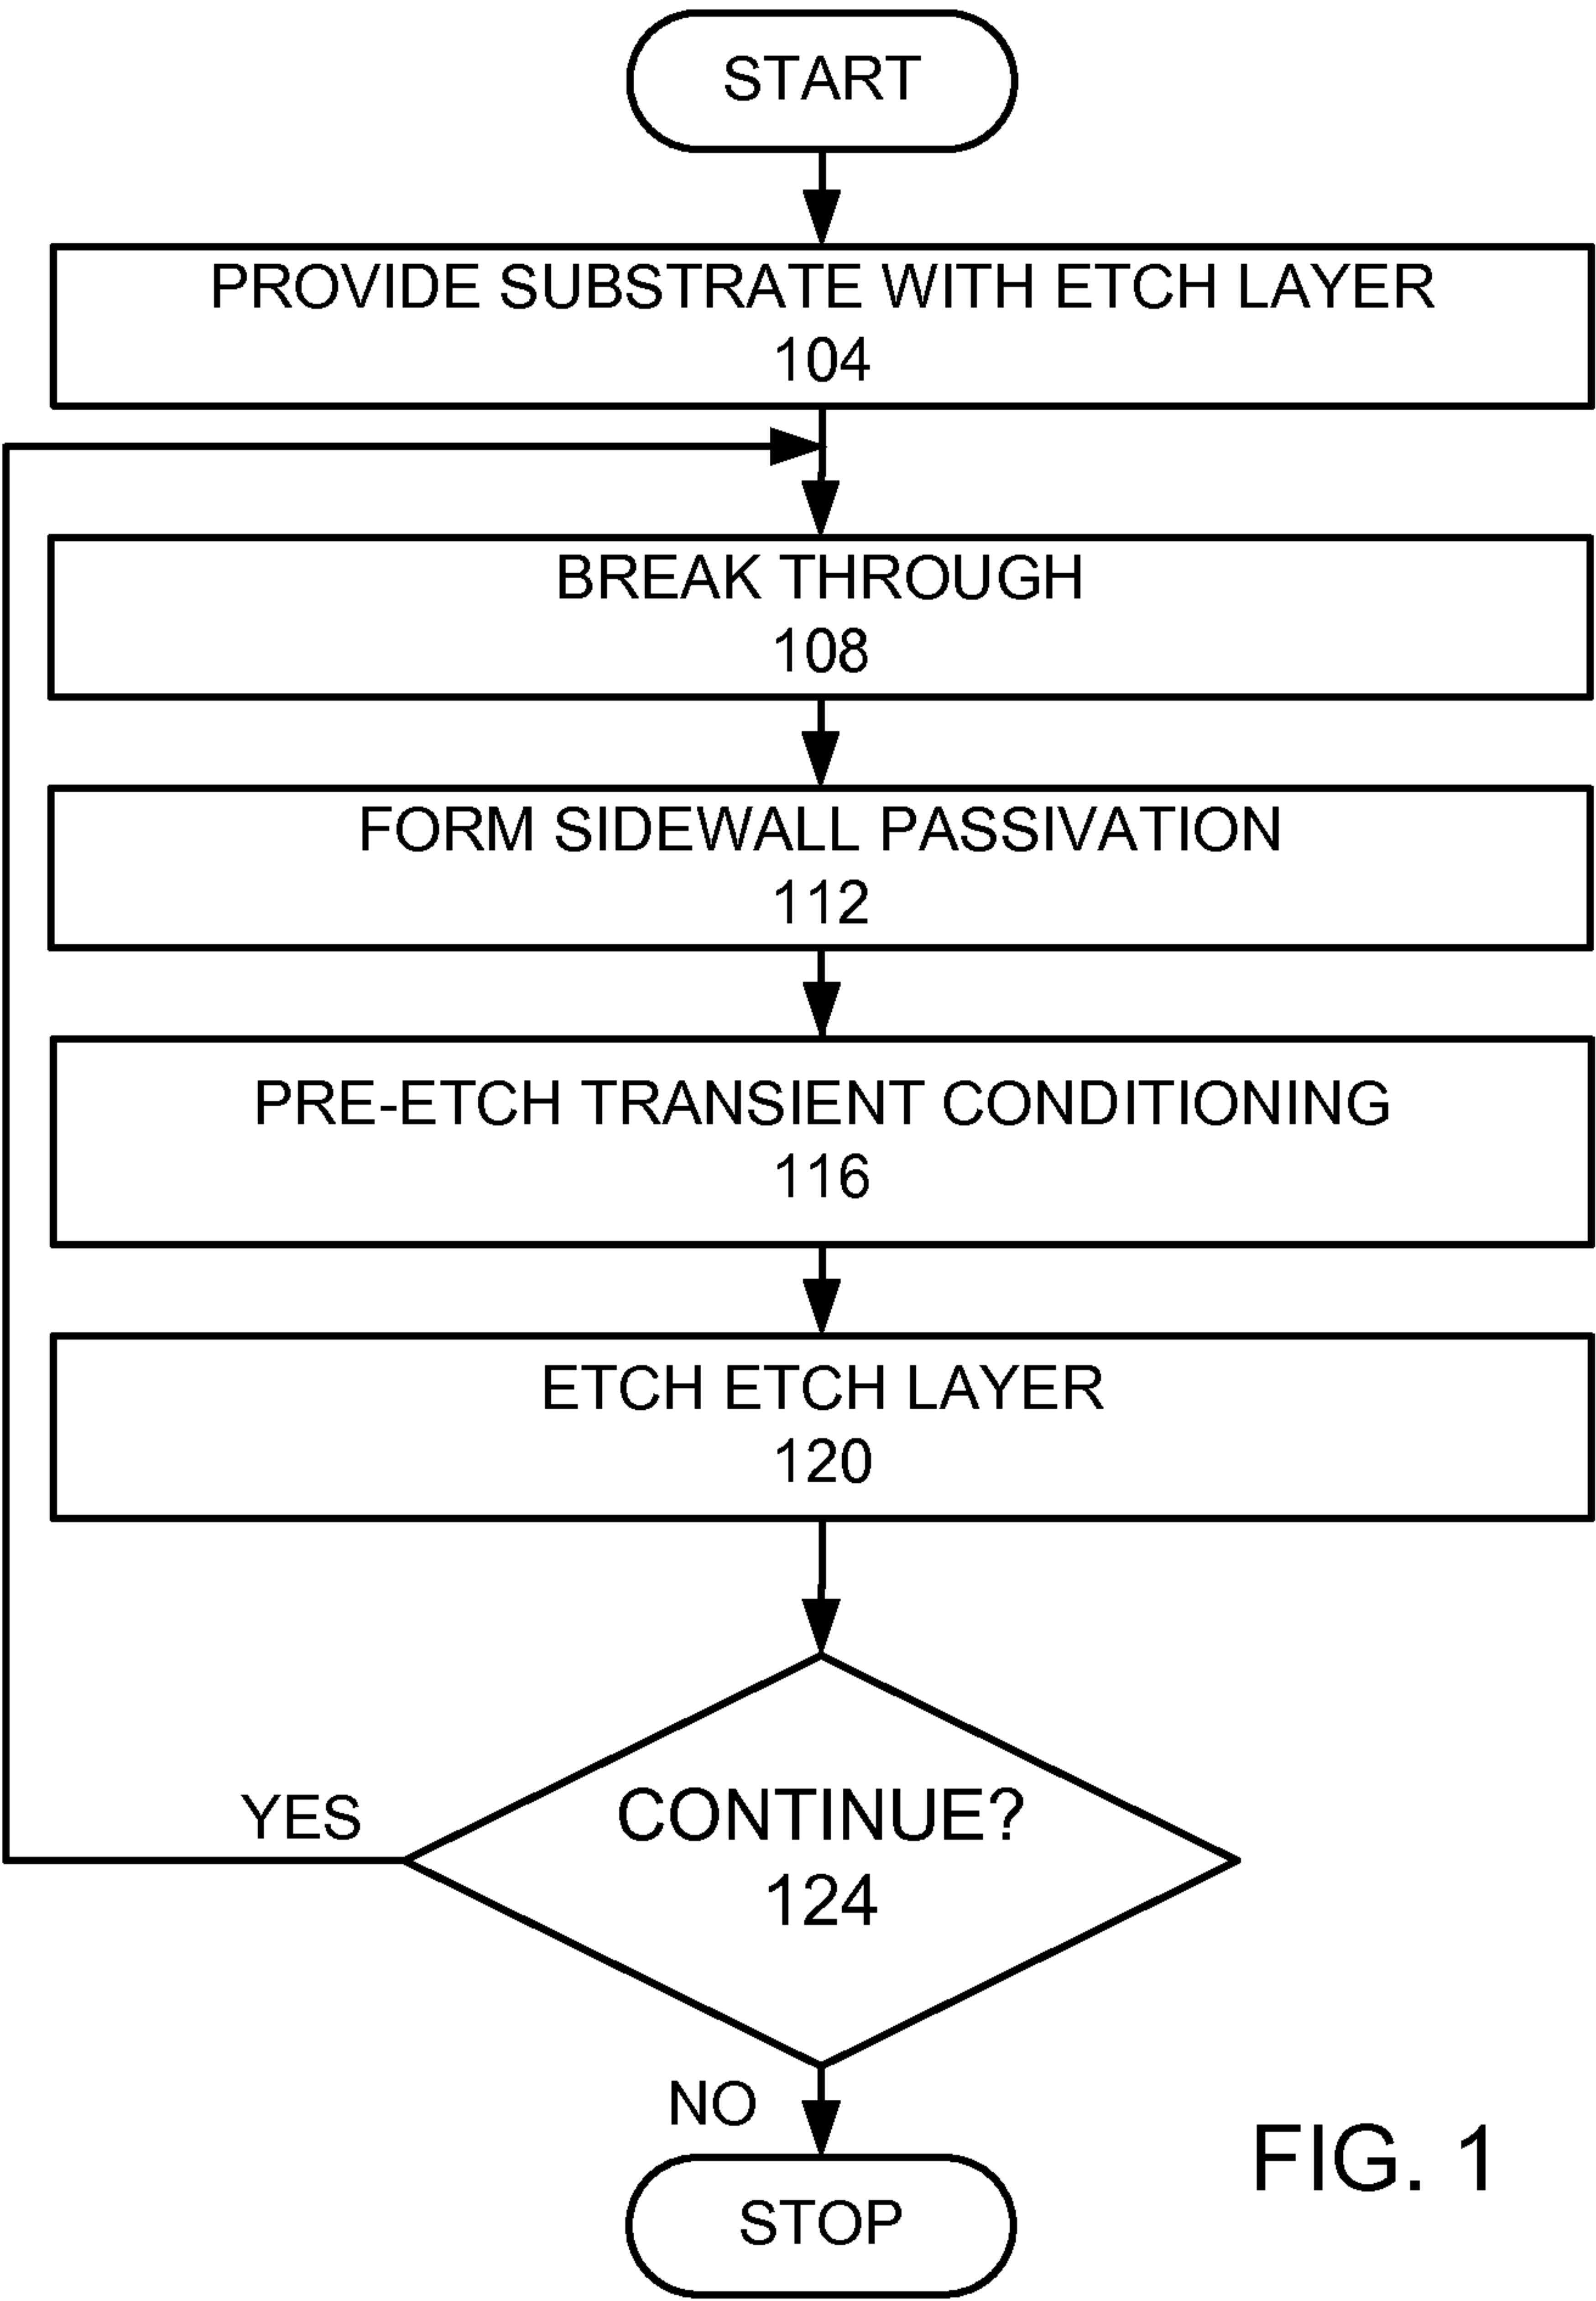 START
PROVIDE SUBSTRATE WITH ETCH LAYER
104
BREAK THROUGH
108
FORM SIDEWALL PASSIVATION
112
PRE-ETCH TRANSIENT CONDITIONING
116
ETCH ETCH LAYER
120
CONTINUE?
124
YES
NO
STOP
FIG. 1